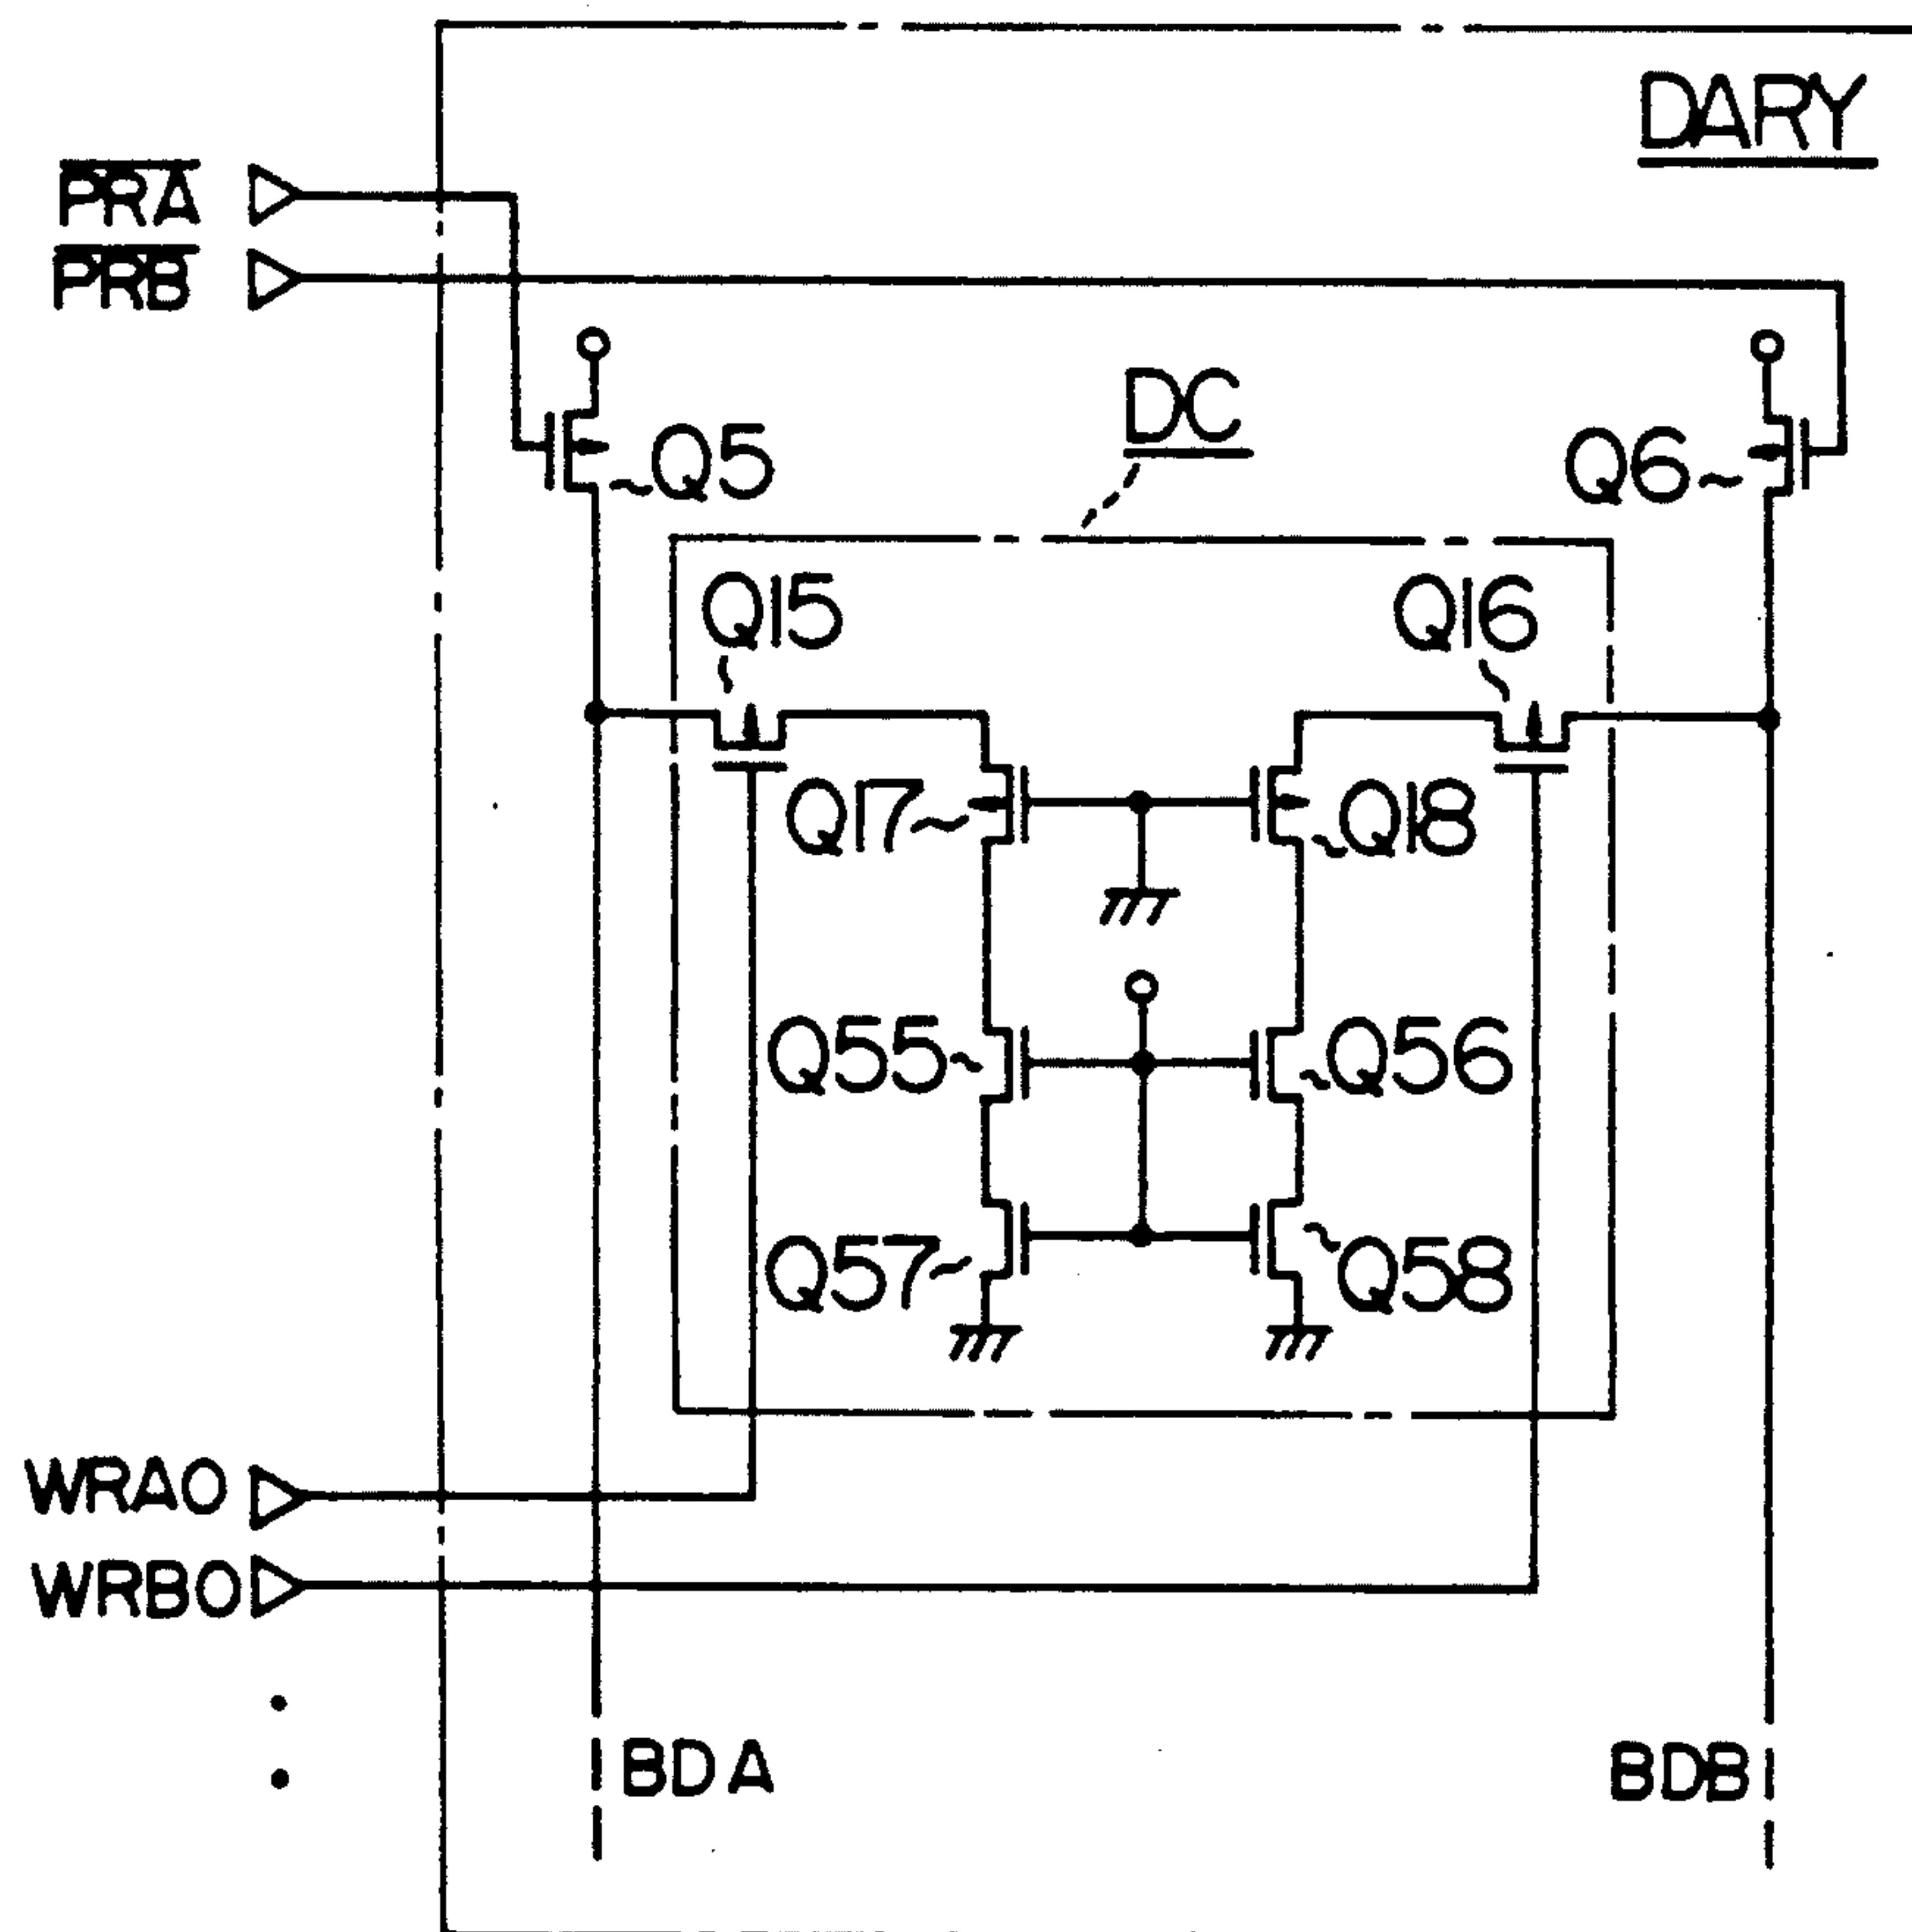 DARY
PRA
PRB
DC
Q5
Q6
Q15
Q16
Q17
Q18
Q55
Q56
Q57
Q58
WRA0
WRB0
BDA
BDB